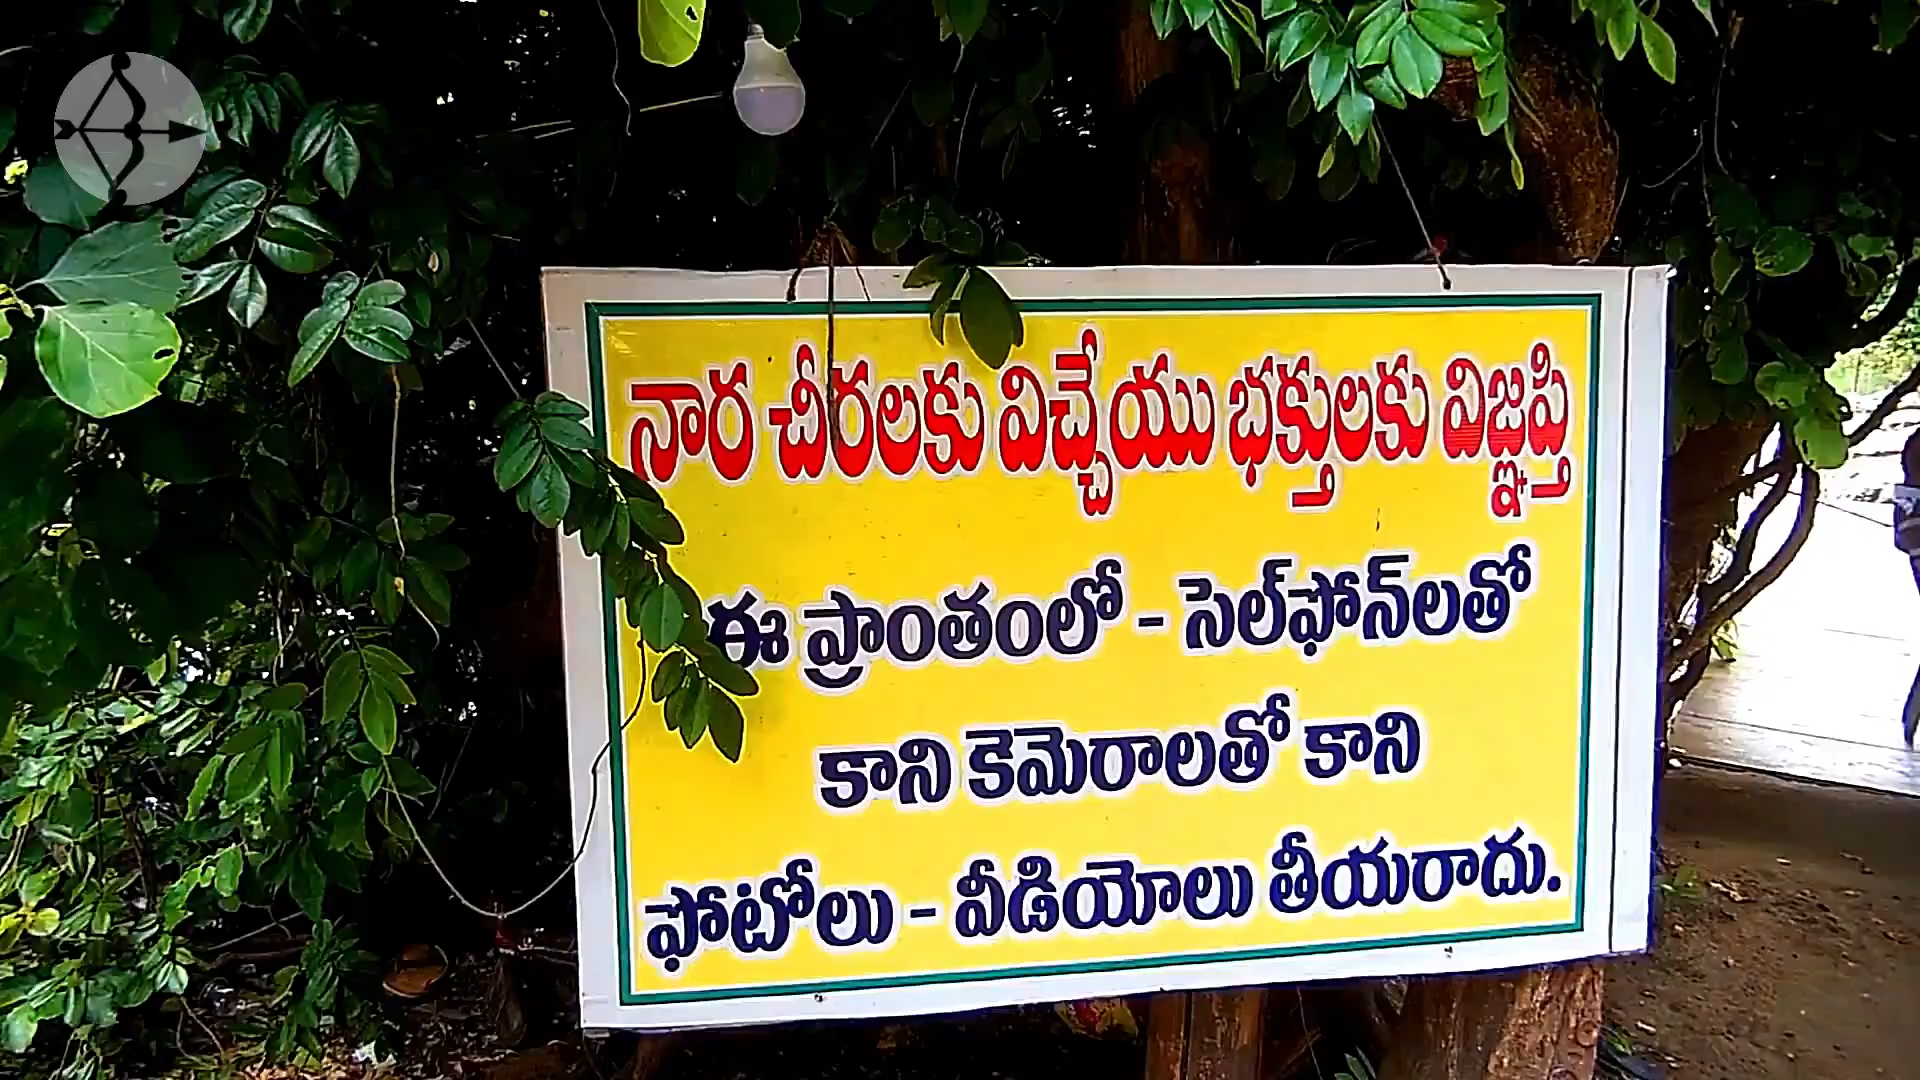 నార చీరలకు విచ్చేయు భక్తులకు విజ్ఞప్తి
ఈ ప్రాంతంలో - సెల్‌ఫోన్‌లతో
కాని కెమెరాలతో కాని
ఫోటోలు - వీడియోలు తీయరాదు.